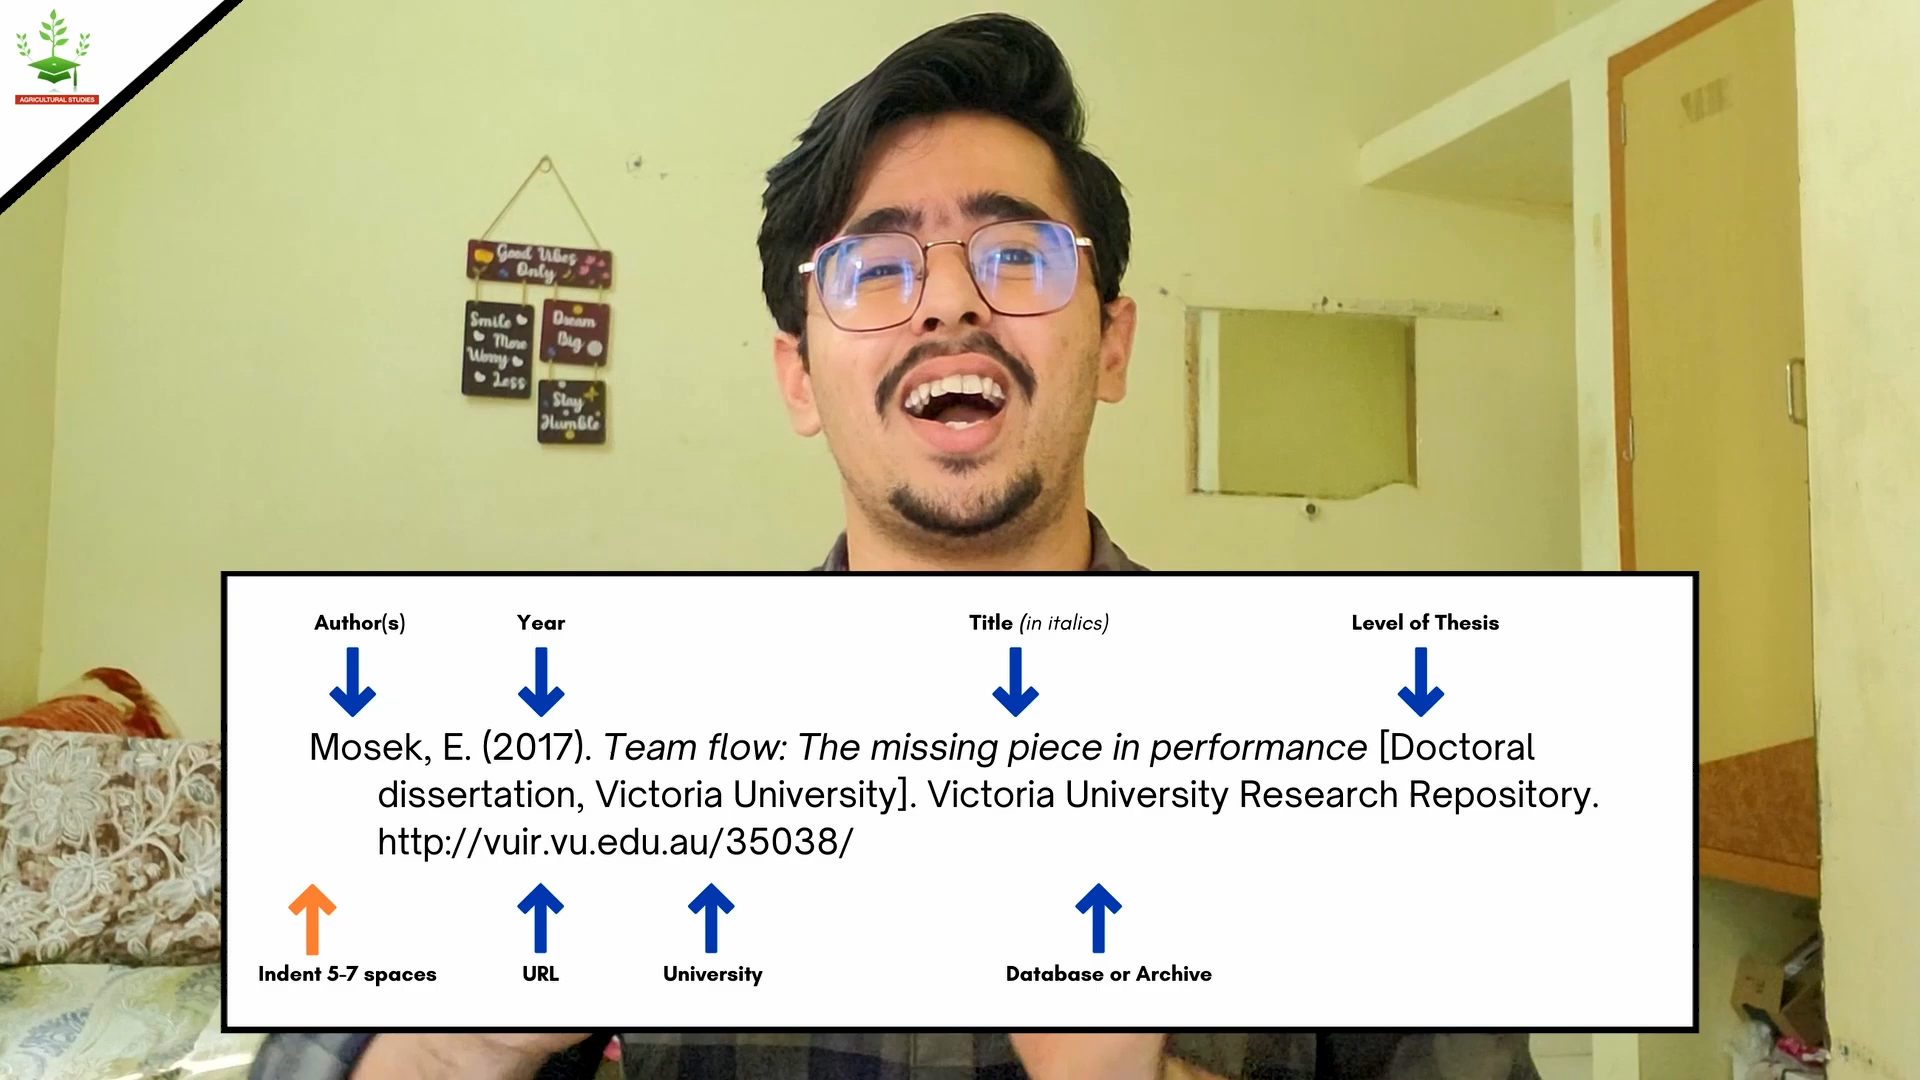 AGRICULTURAL STUDIES
Good Vibes
Only
Smile
More
Worry
Less
Dream
Big
Stay
Humble
Author(s)
Year
Title (in italics)
Level of Thesis
Mosek, E. (2017). Team flow: The missing piece in performance [Doctoral
dissertation, Victoria University]. Victoria University Research Repository.
http://vuir.vu.edu.au/35038/
Indent 5-7 spaces
URL
University
Database or Archive